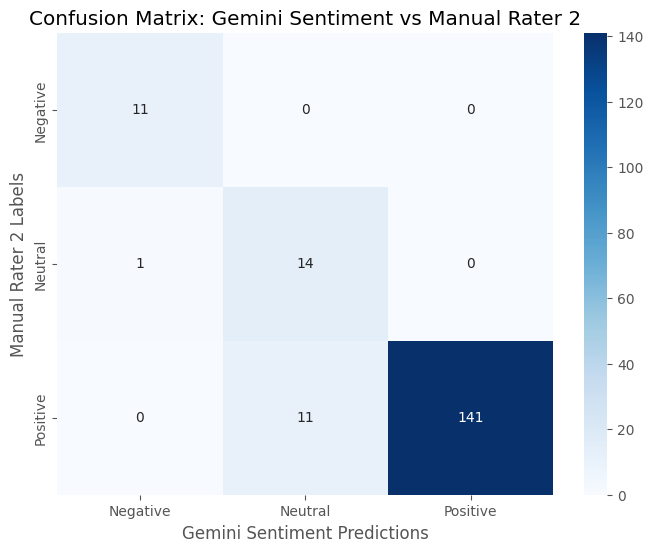 Confusion Matrix: Gemini Sentiment vs Manual Rater 2
Manual Rater 2 Labels
Negative
11
0
0
Neutral
1
14
0
Positive
0
11
141
Negative
Neutral
Positive
Gemini Sentiment Predictions
140
120
100
80
60
40
20
0